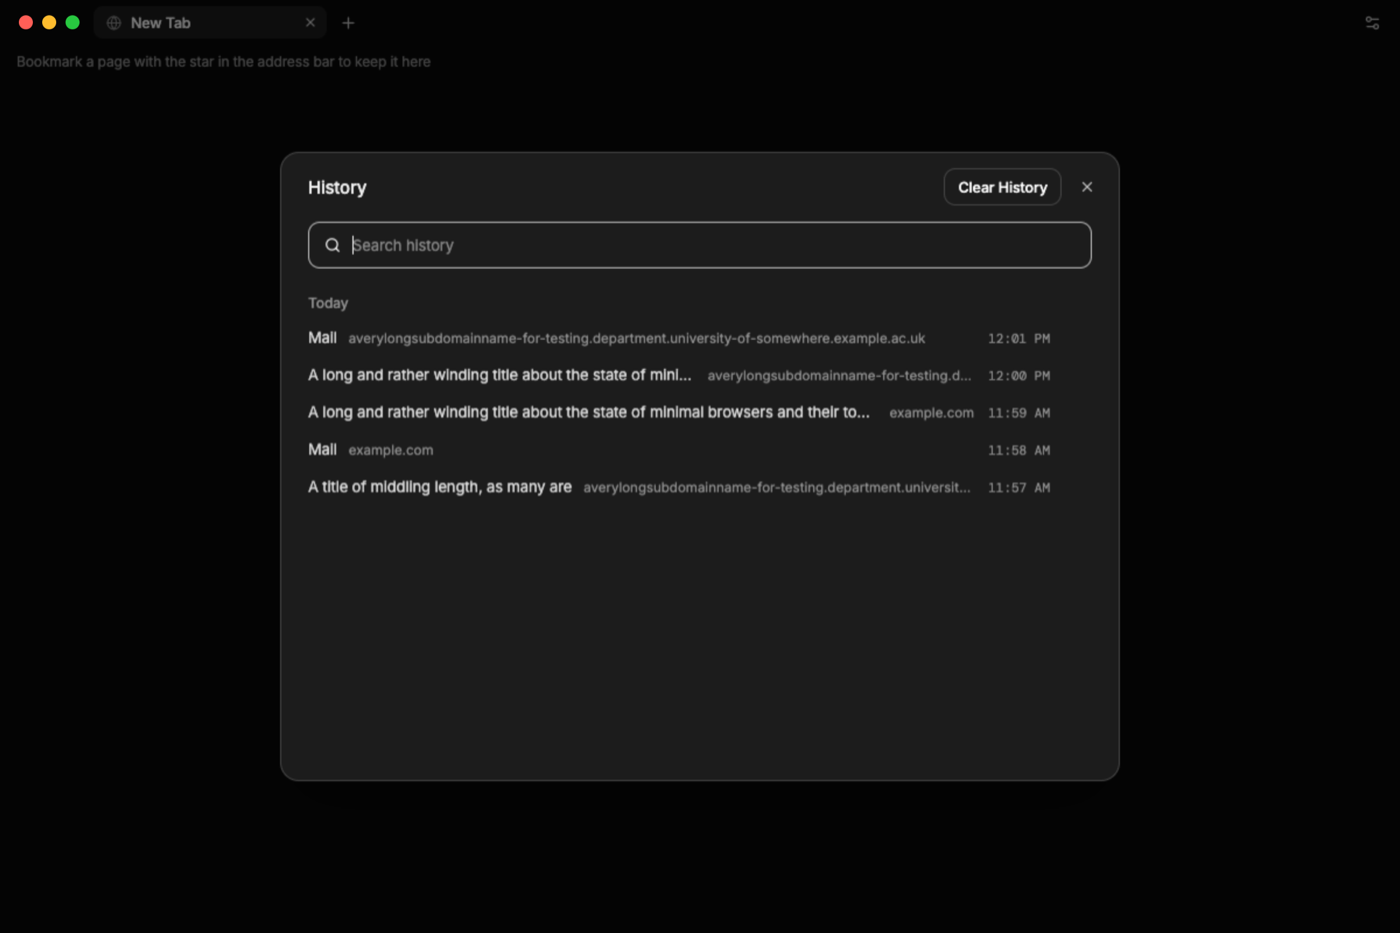 New Tab
Bookmark a page with the star in the address bar to keep it here
History
Clear History
Search history
Today
Mail averylongsubdomainname-for-testing.department.university-of-somewhere.example.ac.uk 12:01 PM
A long and rather winding title about the state of mini... averylongsubdomainname-for-testing.d... 12:00 PM
A long and rather winding title about the state of minimal browsers and their to... example.com 11:59 AM
Mail example.com 11:58 AM
A title of middling length, as many are averylongsubdomainname-for-testing.department.universit... 11:57 AM